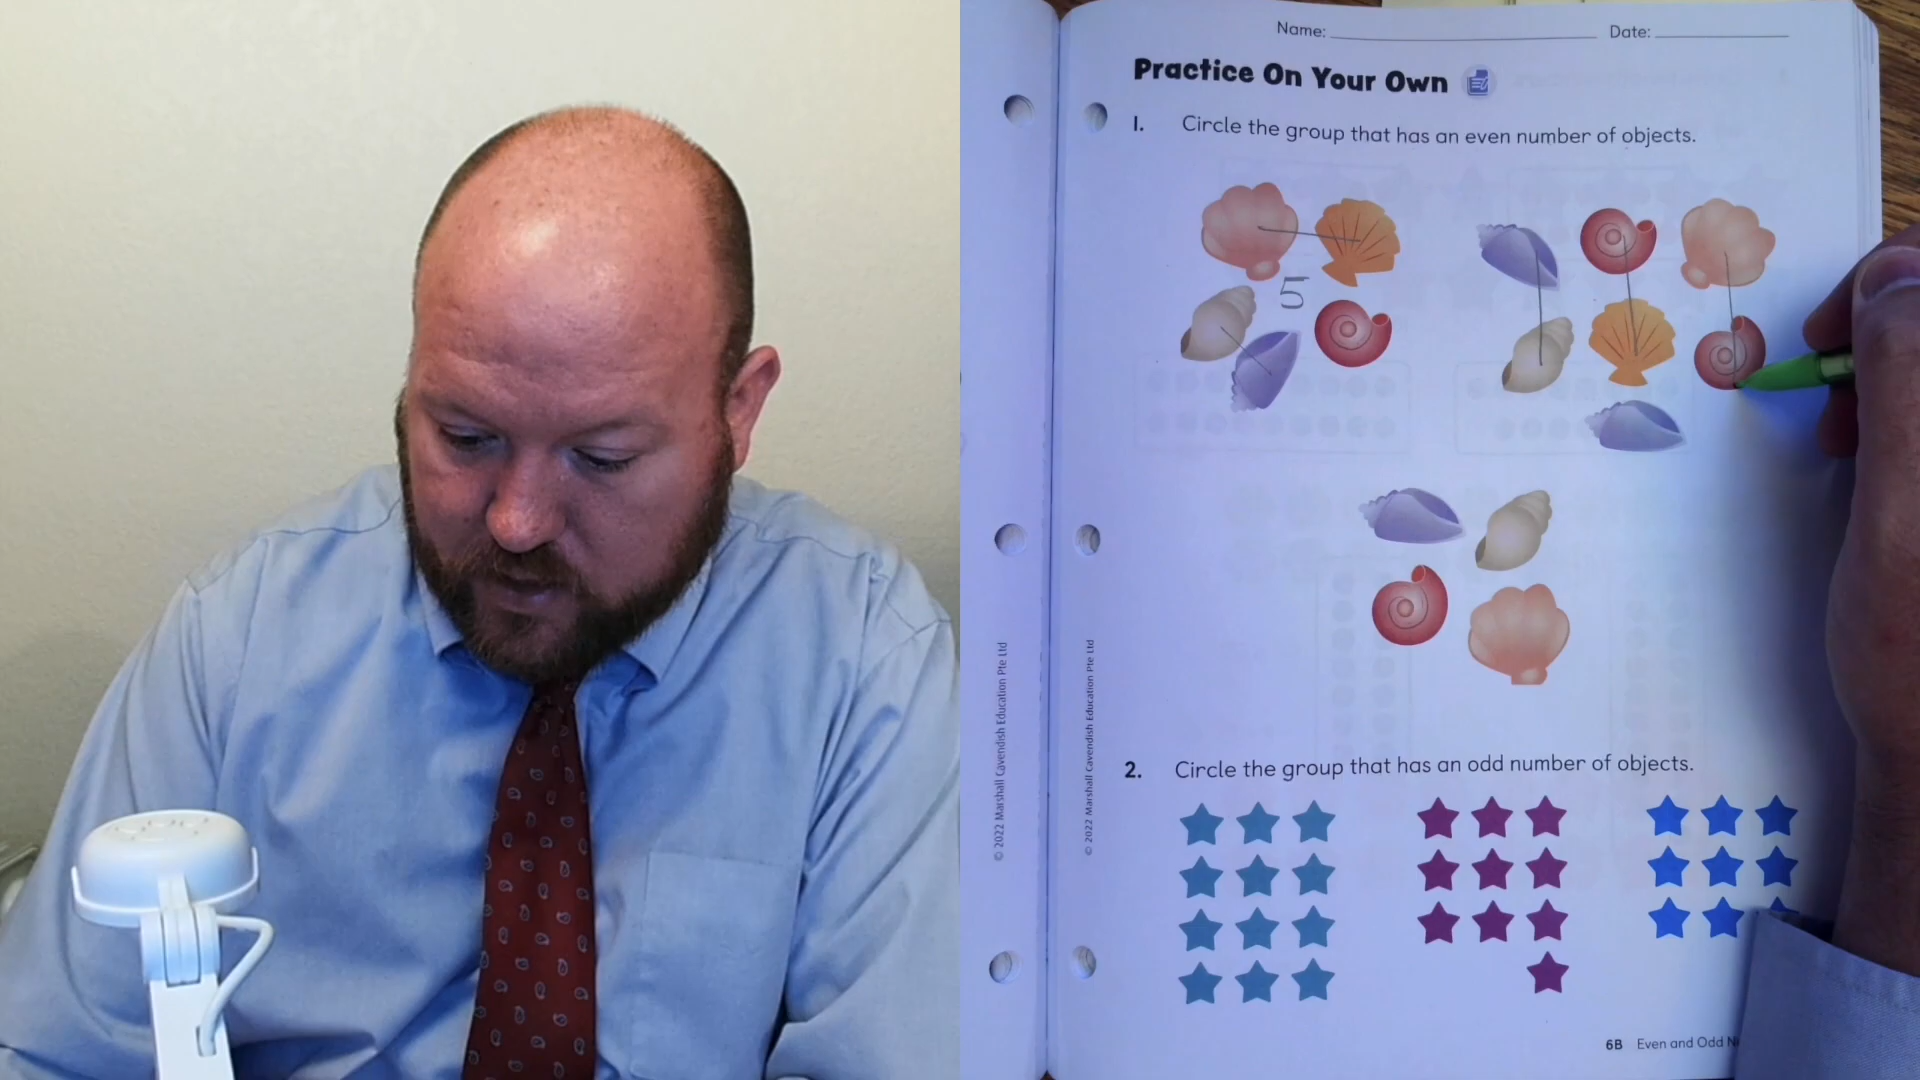 Name: Date:
Practice On Your Own
1. Circle the group that has an even number of objects.
5
2. Circle the group that has an odd number of objects.
6B Even and Odd
© 2022 Marshall Cavendish Education Pte Ltd
© 2022 Marshall Cavendish Education Pte Ltd